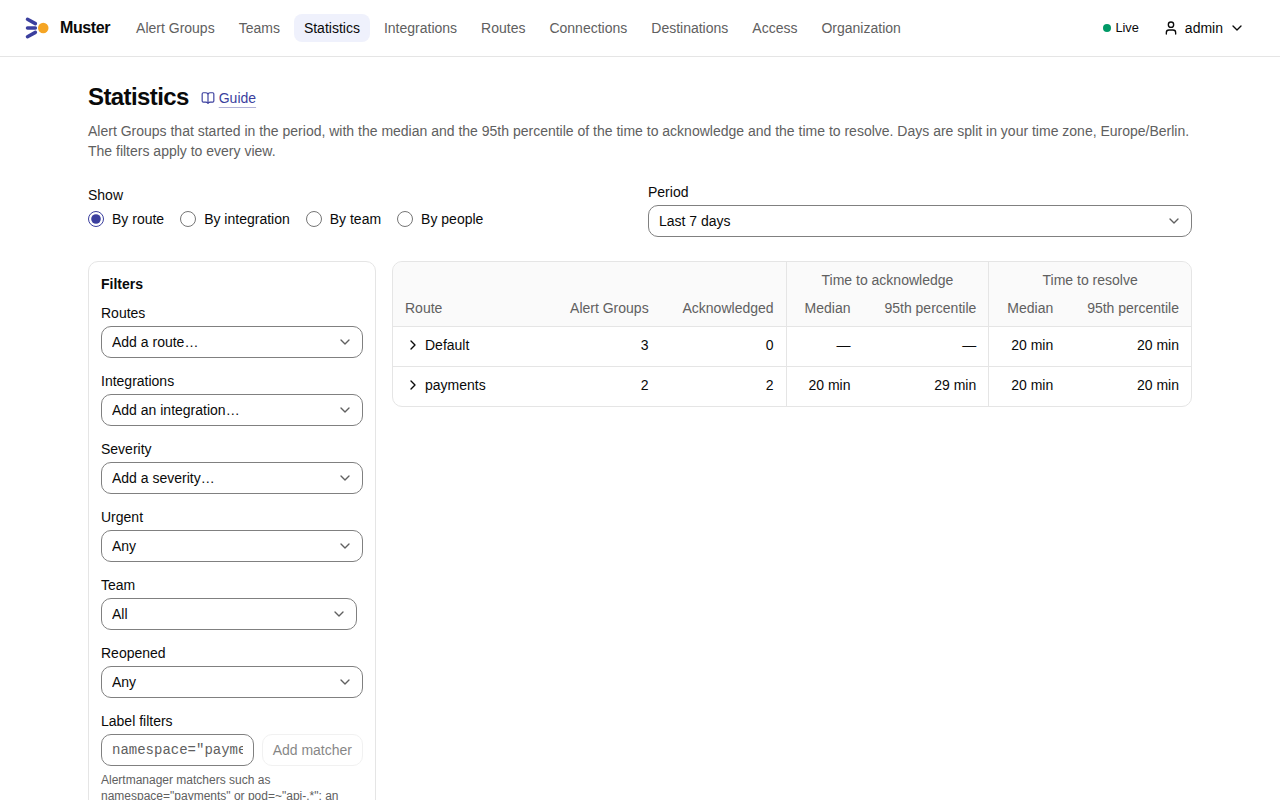 Muster
Alert Groups
Teams
Statistics
Integrations
Routes
Connections
Destinations
Access
Organization
Live
admin
Statistics
Guide
Alert Groups that started in the period, with the median and the 95th percentile of the time to acknowledge and the time to resolve. Days are split in your time zone, Europe/Berlin.
The filters apply to every view.
Show
By route
By integration
By team
By people
Period
Last 7 days
Filters
Routes
Add a route…
Integrations
Add an integration…
Severity
Add a severity…
Urgent
Any
Team
All
Reopened
Any
Label filters
namespace="payme
Add matcher
Alertmanager matchers such as
namespace="payments" or pod=~"api-.*"; an
Time to acknowledge
Time to resolve
Route
Alert Groups
Acknowledged
Median
95th percentile
Median
95th percentile
Default
3
0
—
—
20 min
20 min
payments
2
2
20 min
29 min
20 min
20 min